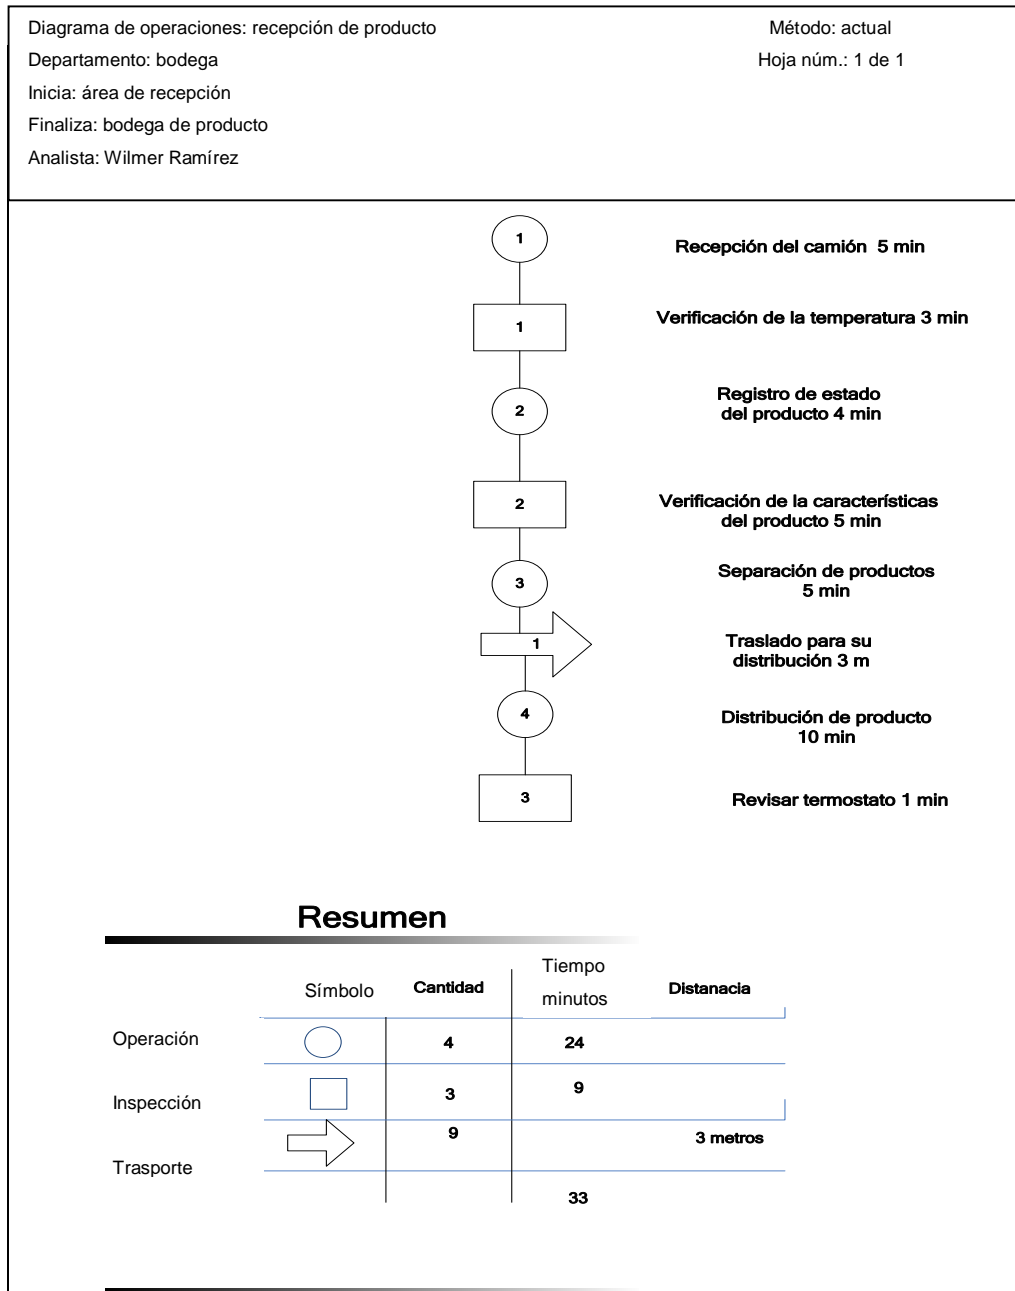 Diagrama de operaciones: recepción de producto
Método: actual
Departamento: bodega
Hoja núm.: 1 de 1
Inicia: área de recepción
Finaliza: bodega de producto
Analista: Wilmer Ramírez
1
Recepción del camión 5 min
1
Verificación de la temperatura 3 min
2
Registro de estado
del producto 4 min
2
Verificación de la características
del producto 5 min
3
Separación de productos
5 min
1
Traslado para su
distribución 3 m
4
Distribución de producto
10 min
3
Revisar termostato 1 min
Resumen
Símbolo
Cantidad
Tiempo
minutos
Distanacia
Operación
4
24
Inspección
3
9
Trasporte
9
3 metros
33